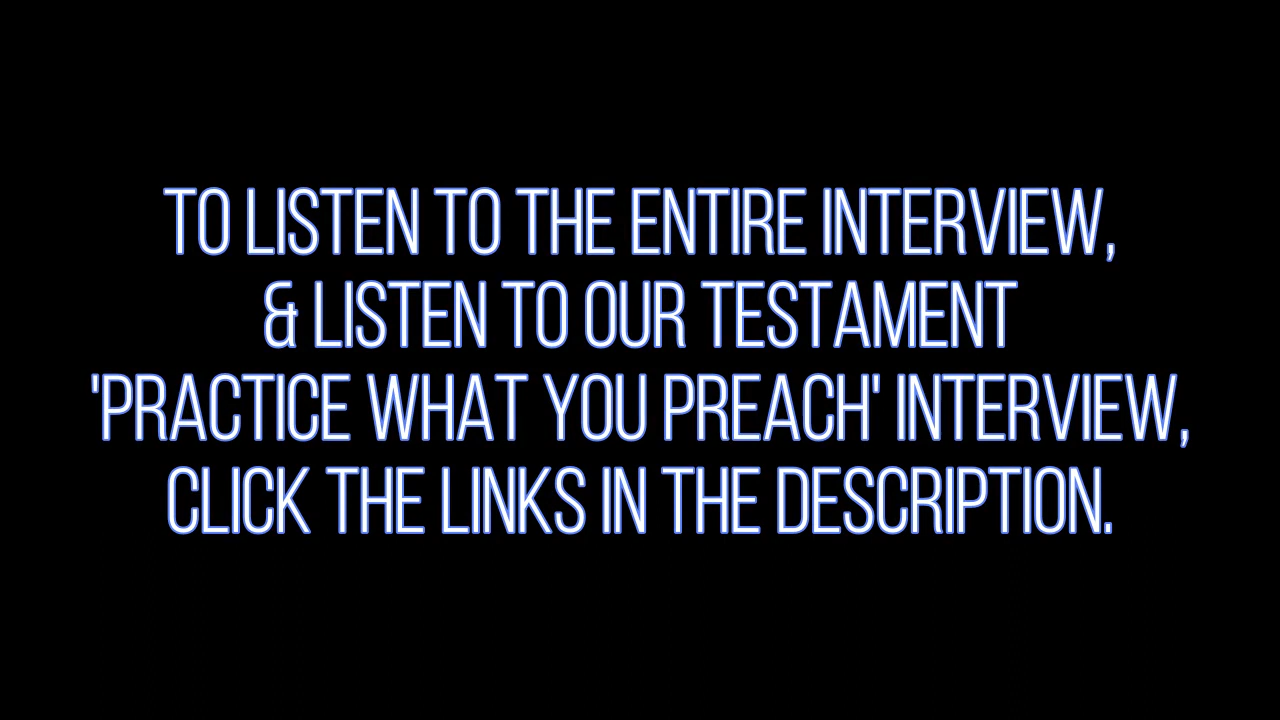 TO LISTEN TO THE ENTIRE INTERVIEW,
& LISTEN TO OUR TESTAMENT
'PRACTICE WHAT YOU PREACH' INTERVIEW,
CLICK THE LINKS IN THE DESCRIPTION.